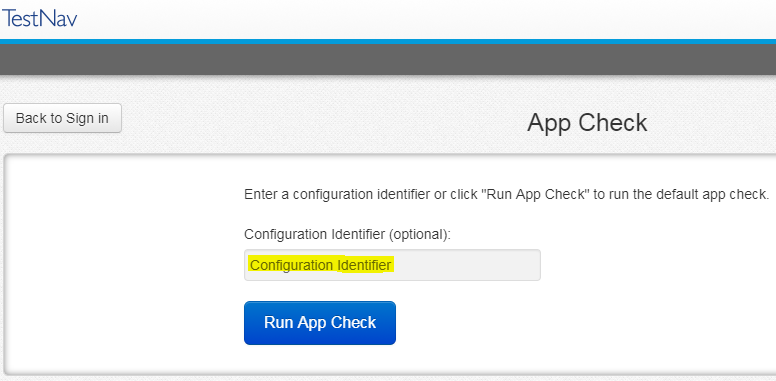 TestNav
Back to Sign in
App Check
Enter a configuration identifier or click "Run App Check" to run the default app check.
Configuration Identifier (optional):
Configuration Identifier
Run App Check